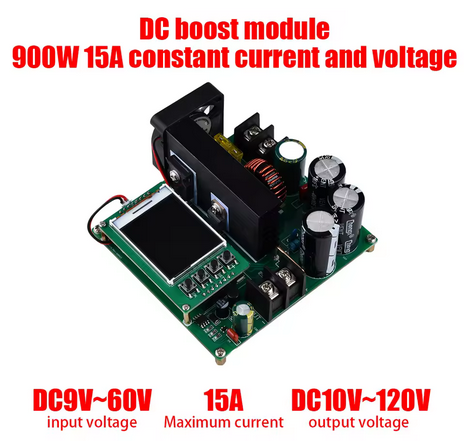 DC boost module
900W 15A constant current and voltage
DC9V~60V
input voltage
15A
Maximum current
DC10V~120V
output voltage